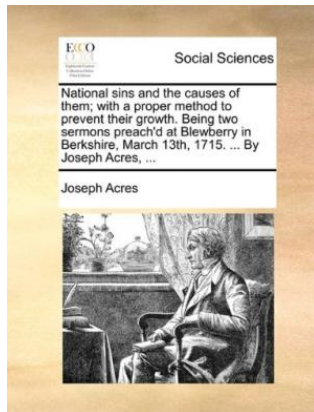 ECCO
Social Sciences
National sins and the causes of
them; with a proper method to
prevent their growth. Being two
sermons preach'd at Blewberry in
Berkshire, March 13th, 1715. ... By
Joseph Acres, ...
Joseph Acres